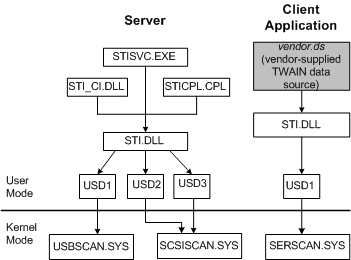 Server
Client
Application
STISVC.EXE
vendor.ds
(vendor-supplied
TWAIN data
source)
STI_CI.DLL
STICPL.CPL
STI.DLL
STI.DLL
User
Mode
USD1
USD2
USD3
USD1
Kernel
Mode
USBSCAN.SYS
SCSISCAN.SYS
SERSCAN.SYS